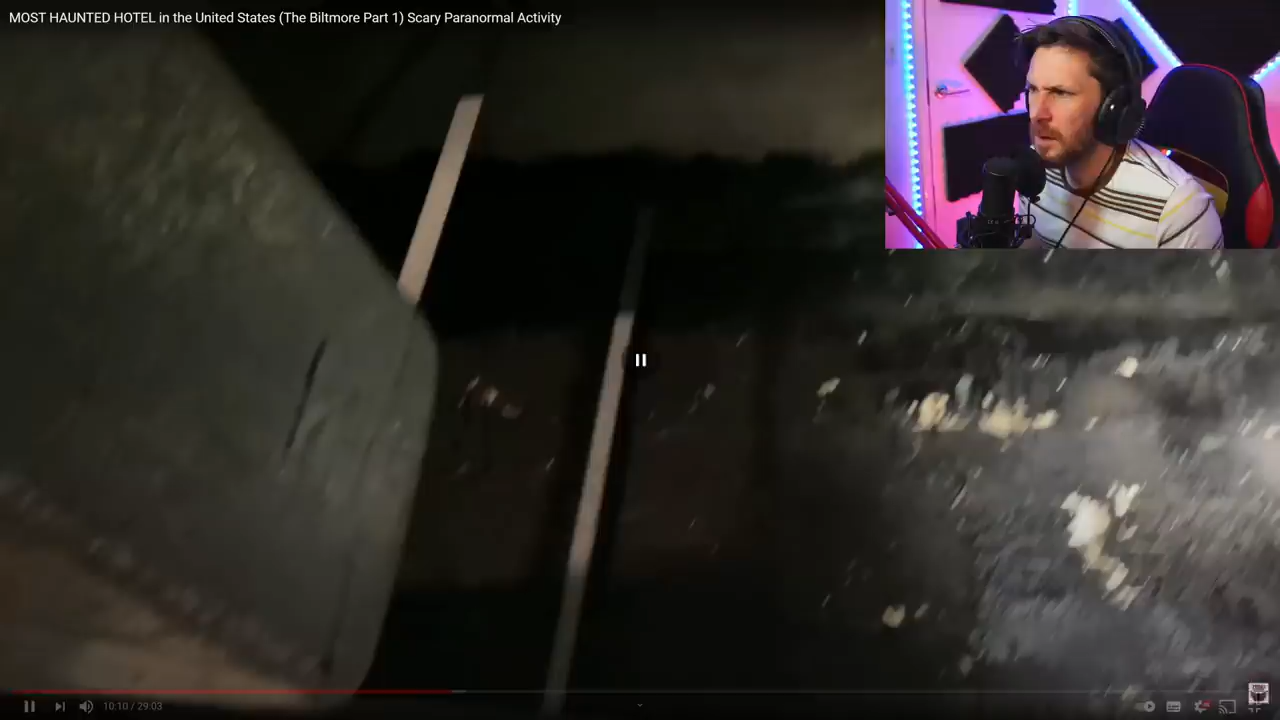 MOST HAUNTED HOTEL in the United States (The Biltmore Part 1) Scary Paranormal Activity
10:10 / 29:03